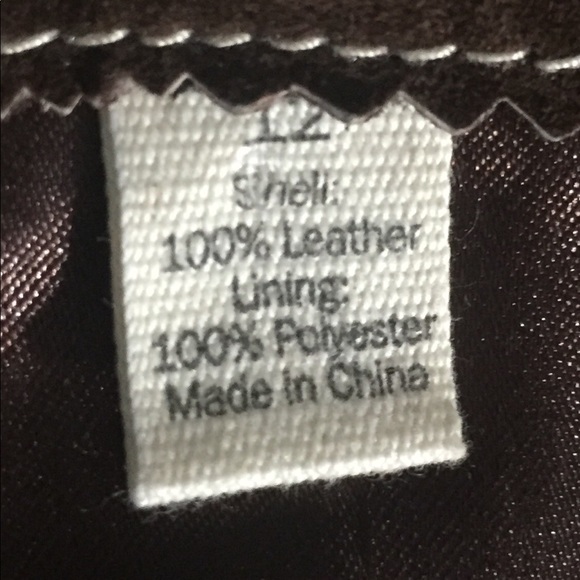 12
Shell:
100% Leather
Lining:
100% Polyester
Made in China